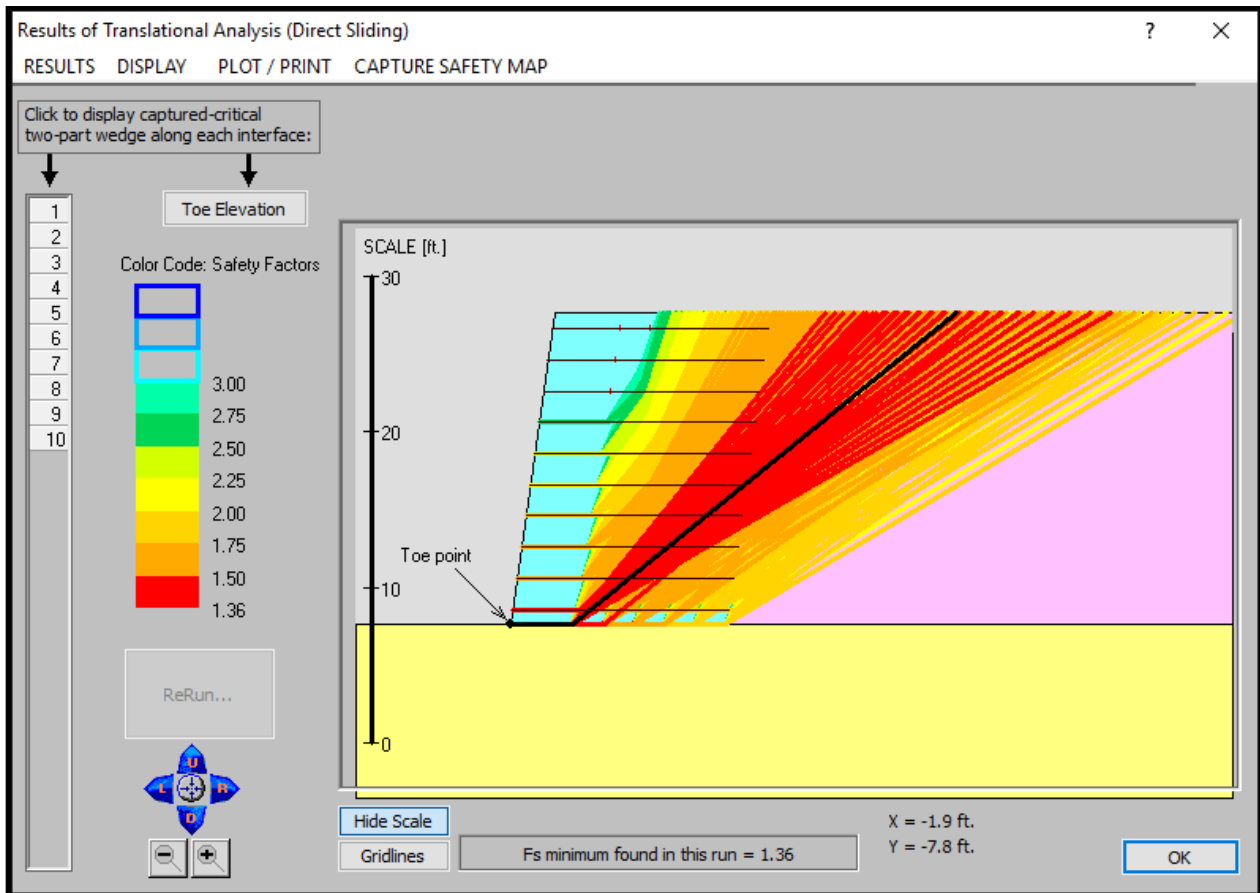 Results of Translational Analysis (Direct Sliding)
?
RESULTS DISPLAY PLOT / PRINT CAPTURE SAFETY MAP
Click to display captured-critical
two-part wedge along each interface:
1
2
3
4
5
6
7
8
9
10
Toe Elevation
Color Code: Safety Factors
3.00
2.75
2.50
2.25
2.00
1.75
1.50
1.36
ReRun...
U
L
R
D
SCALE [ft.]
30
20
10
0
Toe point
Hide Scale
Gridlines
Fs minimum found in this run = 1.36
X = -1.9 ft.
Y = -7.8 ft.
OK